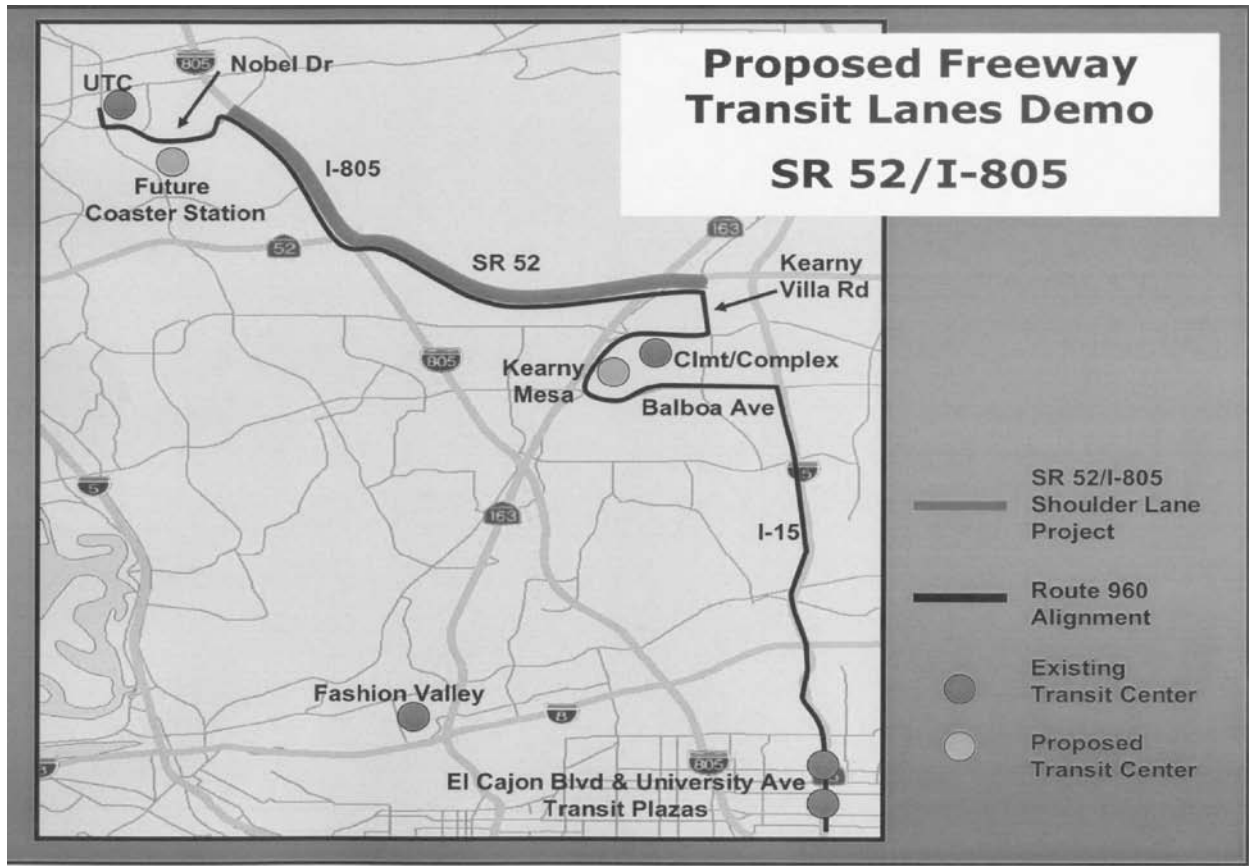 Proposed Freeway
Transit Lanes Demo
SR 52/I-805
805
Nobel Dr
UTC
I-805
Future
Coaster Station
52
163
SR 52
Kearny
Villa Rd
805
Kearny
Mesa
Clmt/Complex
Balboa Ave
5
15
163
I-15
SR 52/I-805
Shoulder Lane
Project
Route 960
Alignment
Existing
Transit Center
Proposed
Transit Center
Fashion Valley
8
805
El Cajon Blvd & University Ave
Transit Plazas